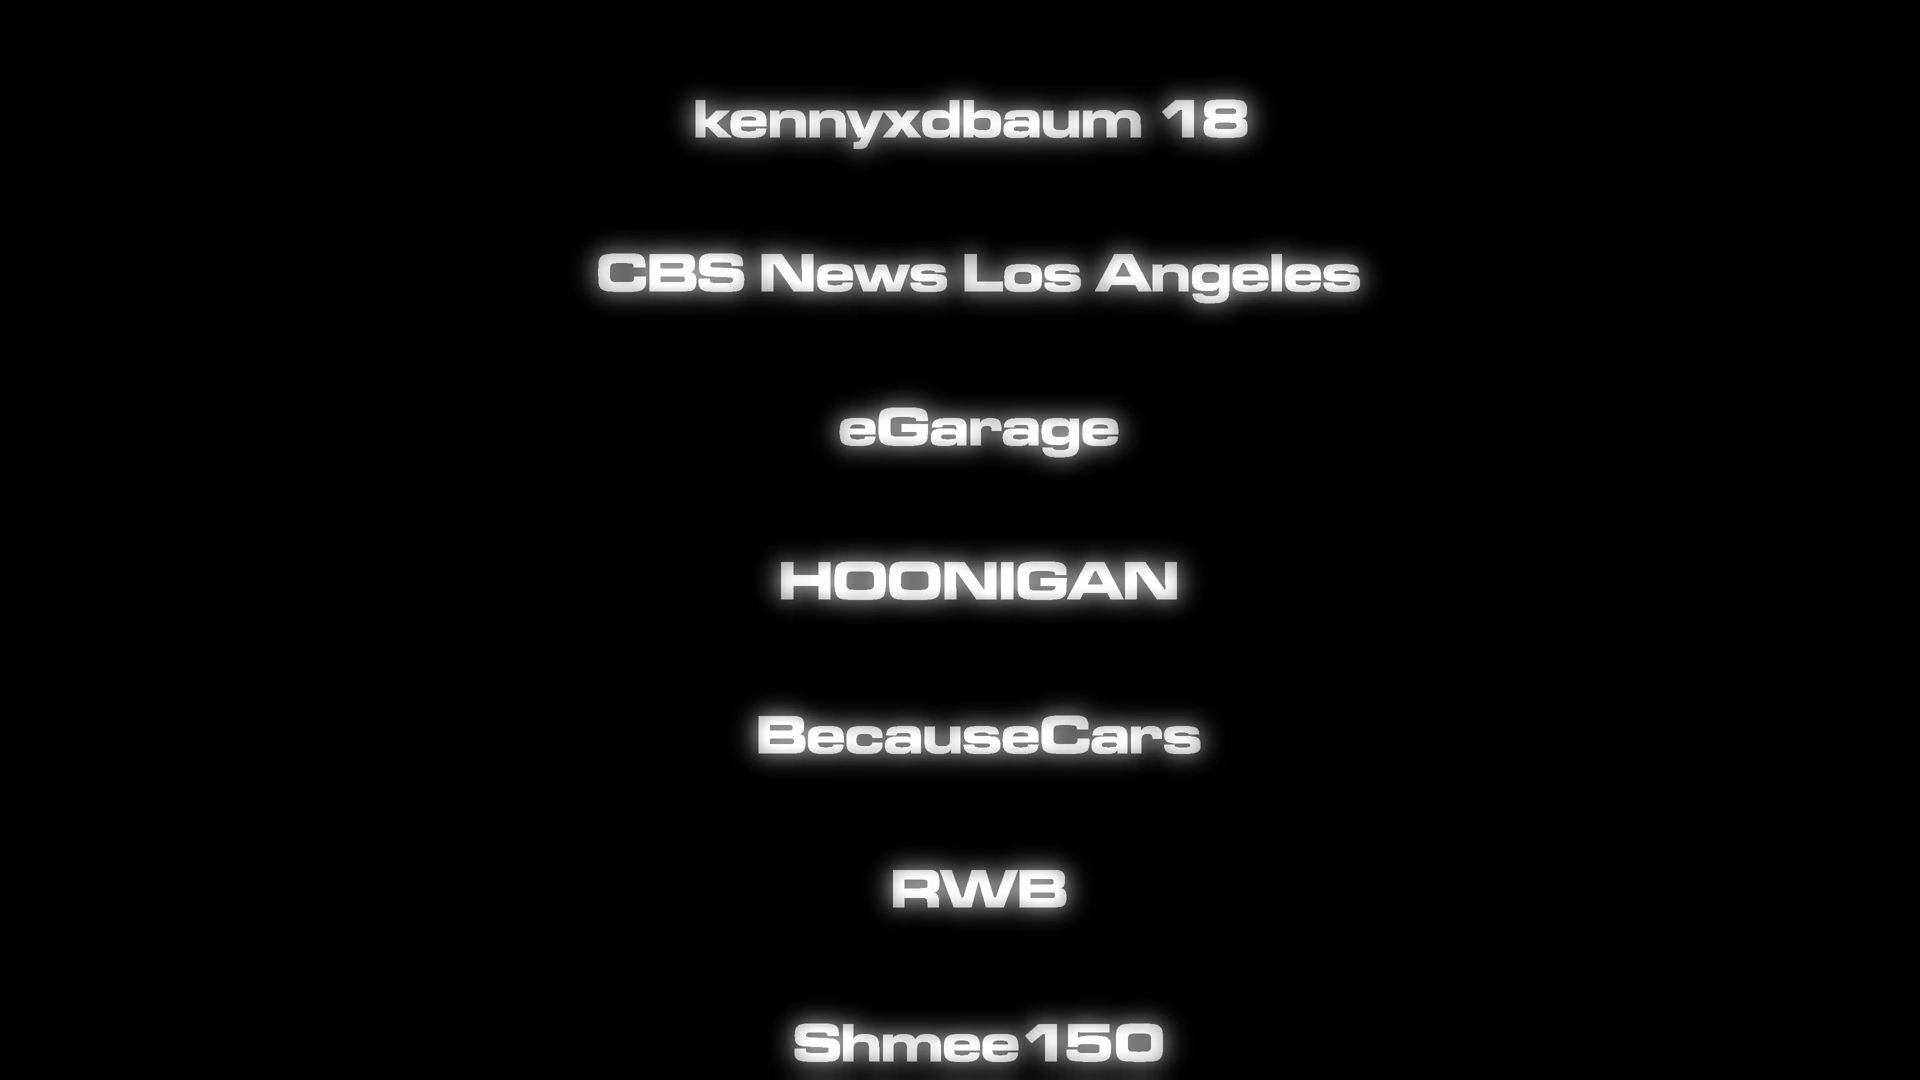 kennyxdbaum 18
CBS News Los Angeles
eGarage
HOONIGAN
BecauseCars
RWB
Shmee150